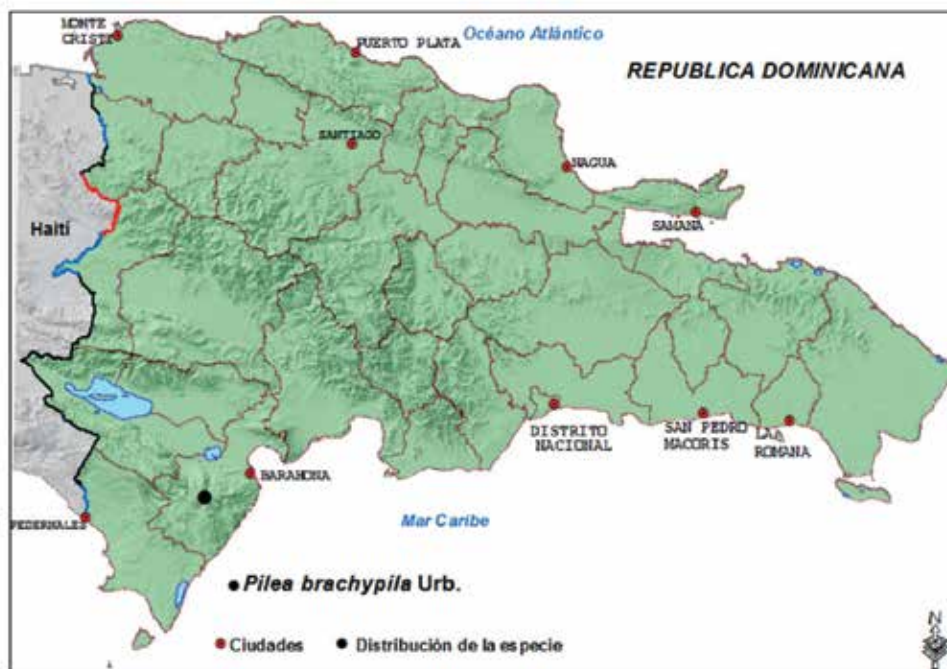 MONTE
CRISTI
Océano Atlántico
PUERTO PLATA
REPUBLICA DOMINICANA
SANTIAGO
NAGUA
SAMANA
Haití
DISTRITO
NACIONAL
SAN PEDRO
MACORIS
LA
ROMANA
BARAHONA
PEDERNALES
Mar Caribe
Pilea brachypila Urb.
Ciudades
Distribución de la especie
N